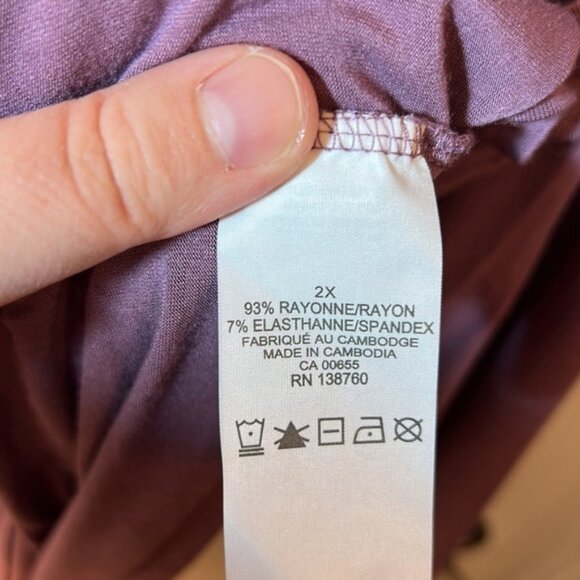 2X
93% RAYONNE/RAYON
7% ELASTHANNE/SPANDEX
FABRIQUÉ AU CAMBODGE
MADE IN CAMBODIA
CA 00655
RN 138760